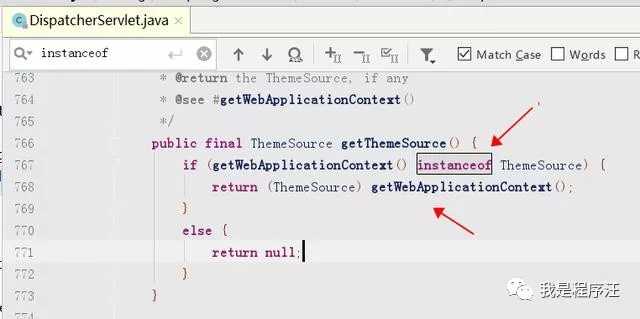 DispatcherServlet.java
instanceof
Match Case
Words
R
763 * @return the ThemeSource, if any
764 * @see #getWebApplicationContext()
765 */
766 public final ThemeSource getThemeSource() {
767 if (getWebApplicationContext() instanceof ThemeSource) {
768 return (ThemeSource) getWebApplicationContext();
769 }
770 else {
771 return null;
772 }
773 }
我是程序汪